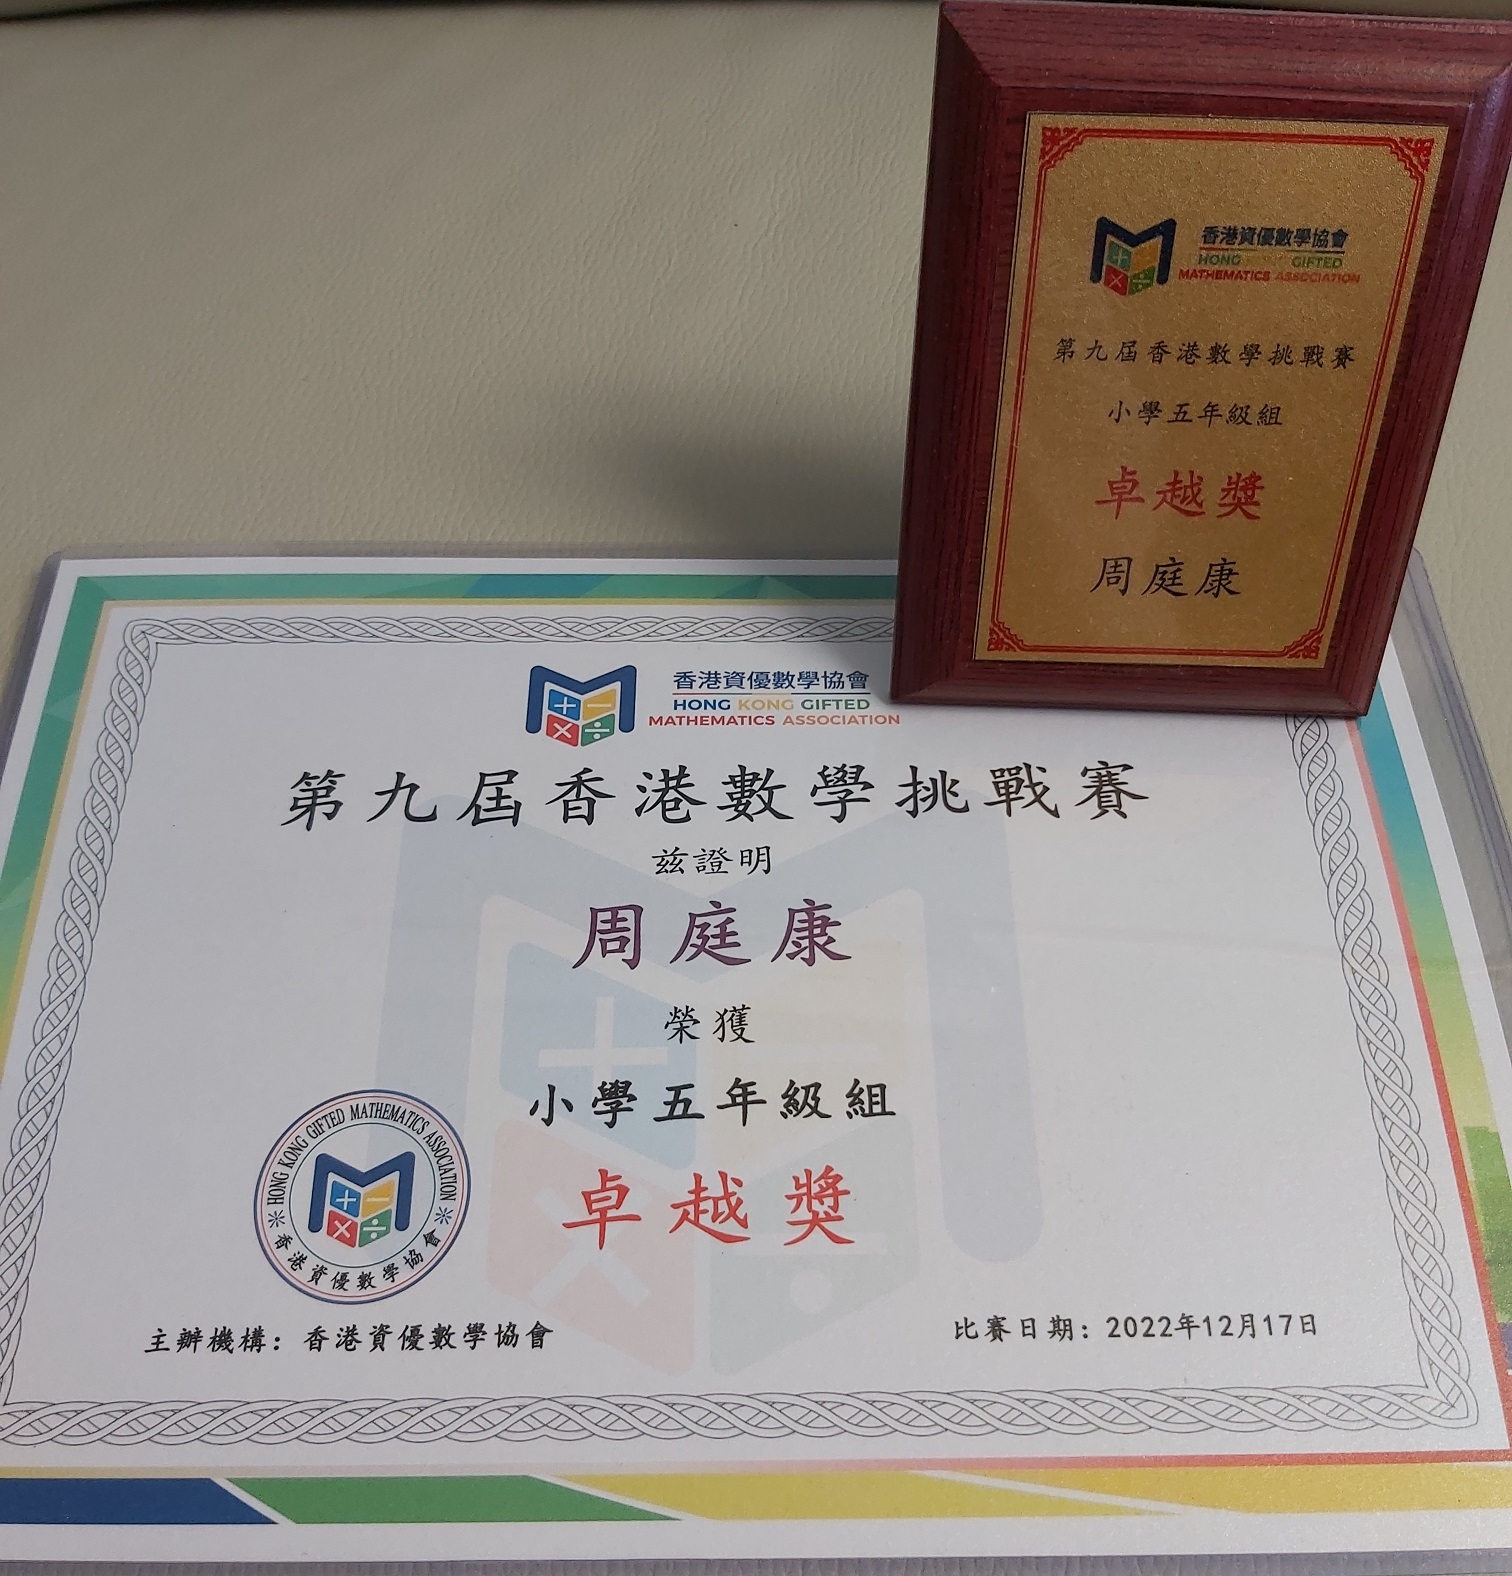 香港資優數學協會
HONG KONG GIFTED
MATHEMATICS ASSOCIATION
第九屆香港數學挑戰賽
小學五年級組
卓越獎
周庭康
香港資優數學協會
HONG KONG GIFTED
MATHEMATICS ASSOCIATION
第九屆香港數學挑戰賽
茲證明
周庭康
榮獲
小學五年級組
卓越獎
HONG KONG GIFTED MATHEMATICS ASSOCIATION
香港資優數學協會
主辦機構：香港資優數學協會
比賽日期：2022年12月17日